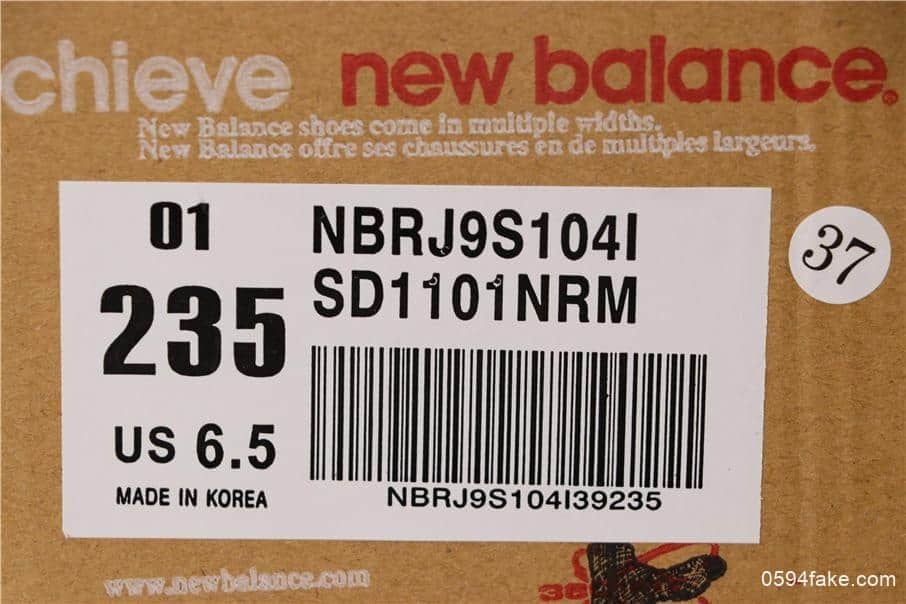 chieve new balance.
New Balance shoes come in multiple widths.
New Balance offre ses chaussures en de multiples largeurs.
01
235
US 6.5
MADE IN KOREA
NBRJ9S104I
SD1101NRM
NBRJ9S104I39235
37
www.newbalance.com
0594fake.com